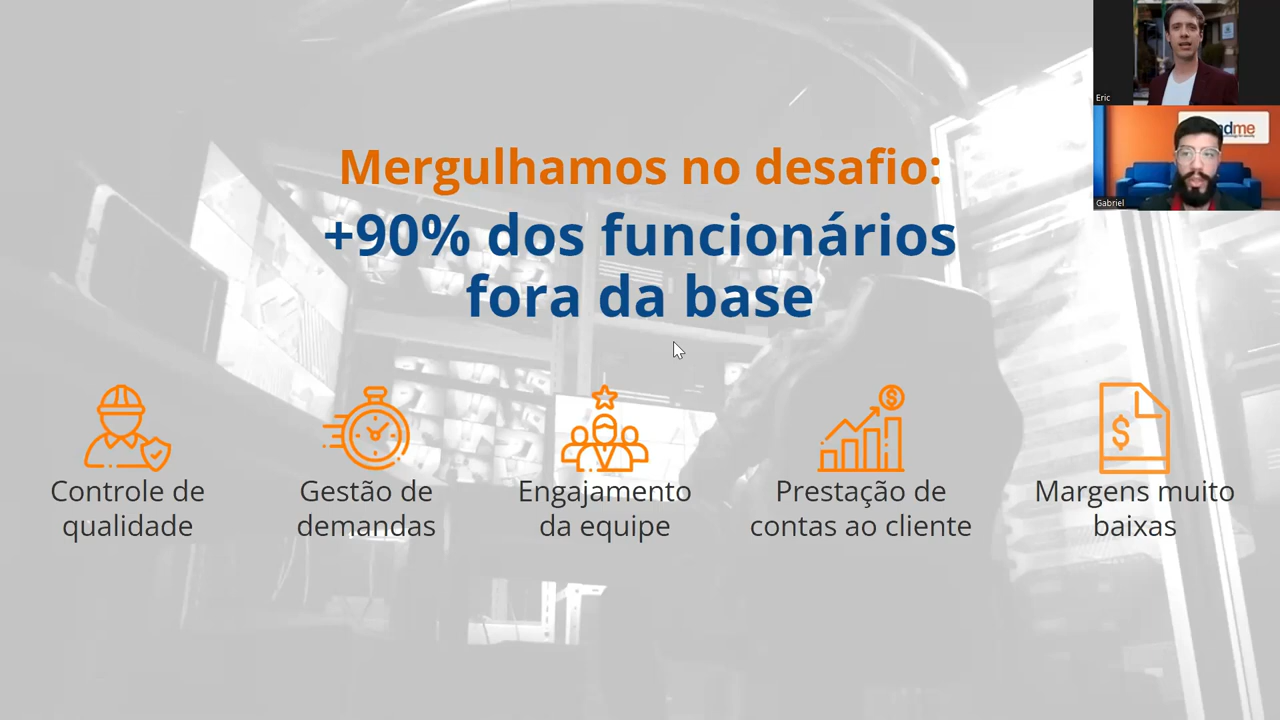 Mergulhamos no desafio:
+90% dos funcionários
fora da base
Controle de
qualidade
Gestão de
demandas
Engajamento
da equipe
Prestação de
contas ao cliente
Margens muito
baixas
Eric
Gabriel